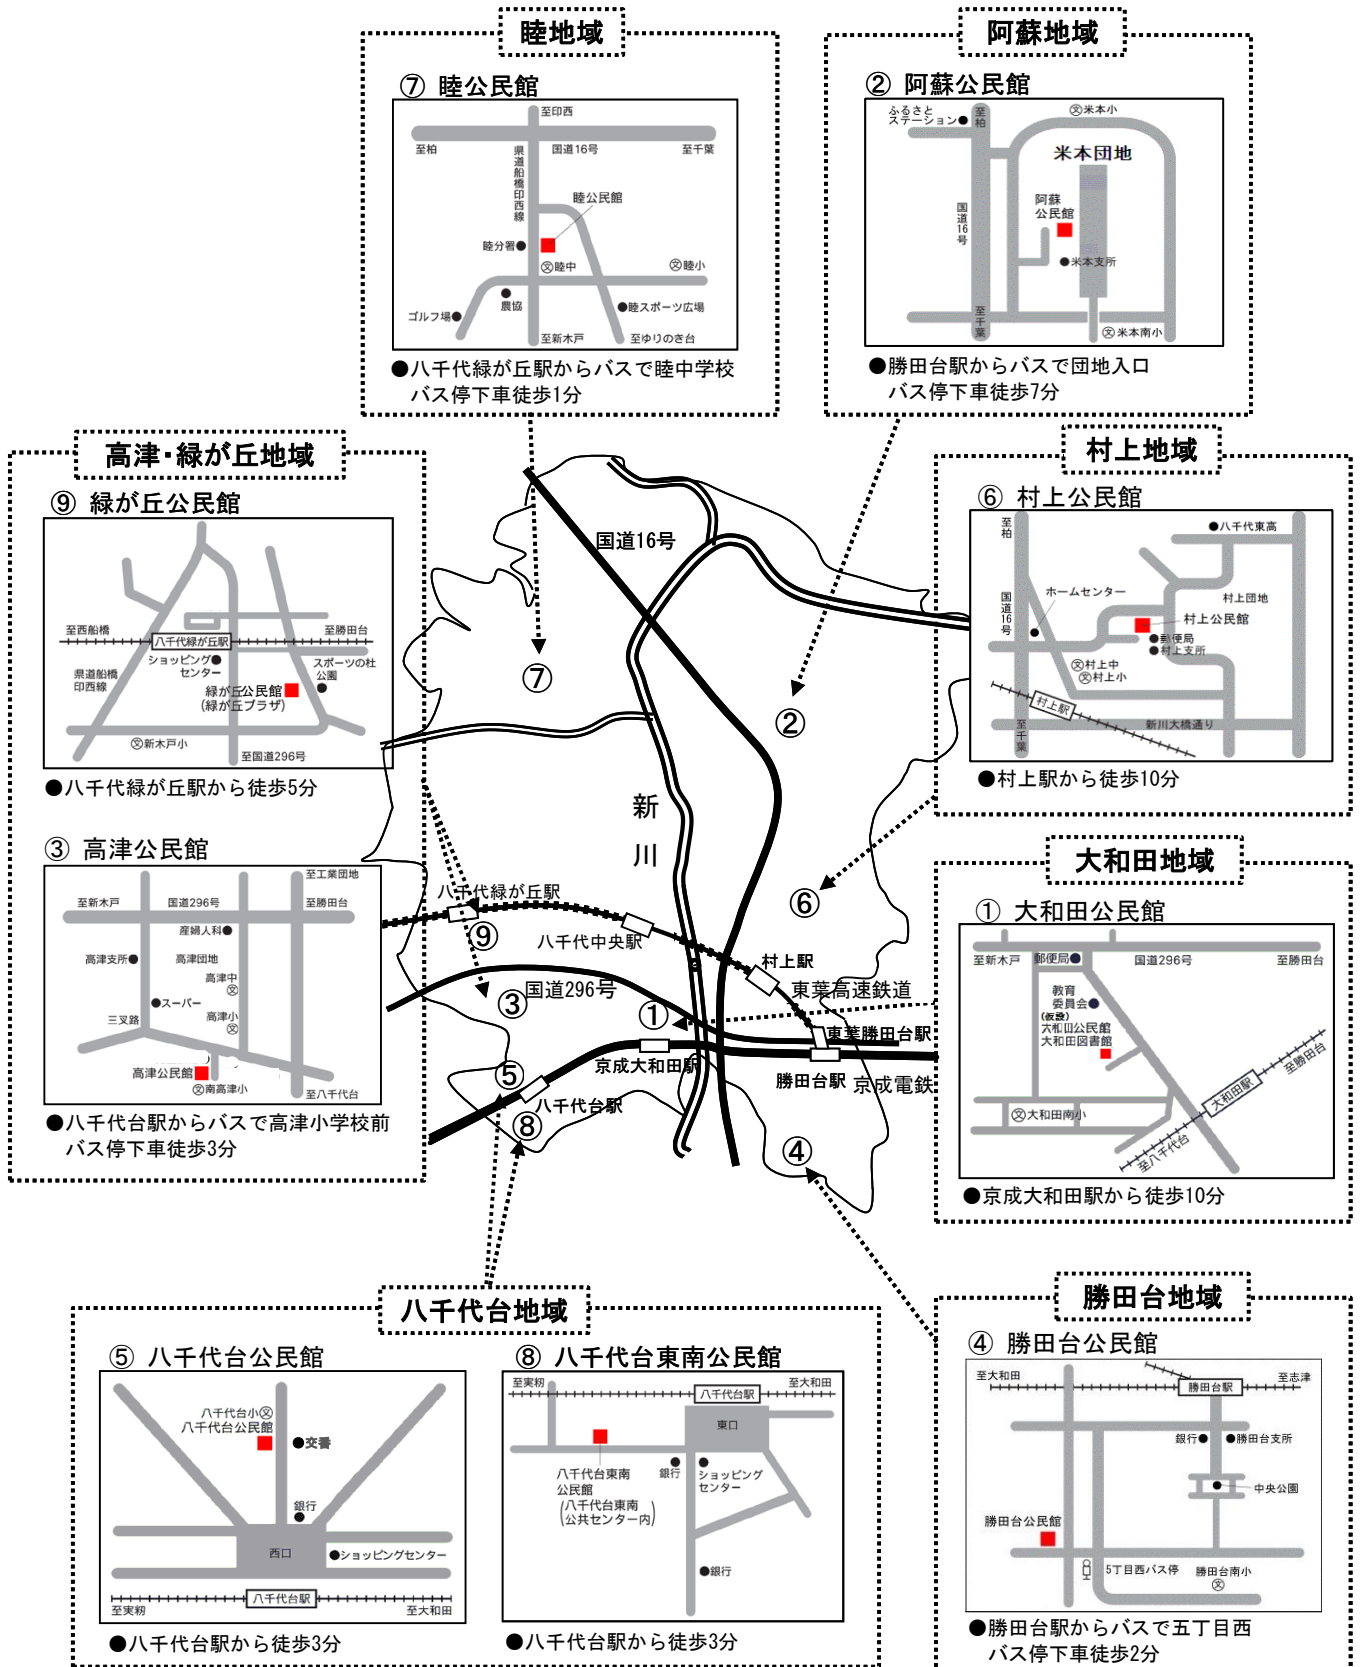 睦地域
⑦ 睦公民館
至印西
至柏
国道16号
至千葉
県道船橋印西線
睦公民館
睦分署
文睦中
文睦小
農協
ゴルフ場
睦スポーツ広場
至新木戸
至ゆりのき台
●八千代緑が丘駅からバスで睦中学校
バス停下車徒歩1分
阿蘇地域
② 阿蘇公民館
ふるさと
ステーション
至柏
文米本小
米本団地
阿蘇
公民館
国道16号
米本支所
至千葉
文米本南小
●勝田台駅からバスで団地入口
バス停下車徒歩7分
高津・緑が丘地域
⑨ 緑が丘公民館
至西船橋
八千代緑が丘駅
至勝田台
ショッピング
センター
スポーツの杜
公園
県道船橋
印西線
緑が丘公民館
(緑が丘プラザ)
文新木戸小
至国道296号
●八千代緑が丘駅から徒歩5分
③ 高津公民館
至工業団地
至新木戸
国道296号
至勝田台
産婦人科
高津支所
高津団地
高津中
文
スーパー
三叉路
高津小
文
高津公民館
文南高津小
至八千代台
●八千代台駅からバスで高津小学校前
バス停下車徒歩3分
村上地域
⑥ 村上公民館
至柏
八千代東高
国道16号
ホームセンター
村上団地
村上公民館
郵便局
村上支所
文村上中
文村上小
村上駅
新川大橋通り
至千葉
●村上駅から徒歩10分
大和田地域
① 大和田公民館
至新木戸
郵便局
国道296号
至勝田台
教育
委員会
(仮設)
大和田公民館
大和田図書館
至勝田台
大和田駅
文大和田南小
至八千代台
●京成大和田駅から徒歩10分
国道16号
⑦
②
新川
⑥
八千代緑が丘駅
⑨
八千代中央駅
村上駅
東葉高速鉄道
③
国道296号
①
東葉勝田台駅
京成大和田駅
勝田台駅
京成電鉄
⑤
八千代台駅
⑧
④
八千代台地域
⑤ 八千代台公民館
八千代台小文
八千代台公民館
交番
銀行
西口
ショッピングセンター
八千代台駅
至実籾
至大和田
●八千代台駅から徒歩3分
⑧ 八千代台東南公民館
至実籾
八千代台駅
至大和田
東口
八千代台東南
公民館
(八千代台東南
公共センター内)
銀行
ショッピング
センター
銀行
●八千代台駅から徒歩3分
勝田台地域
④ 勝田台公民館
至大和田
勝田台駅
至志津
銀行
勝田台支所
中央公園
勝田台公民館
5丁目西バス停
勝田台南小
文
●勝田台駅からバスで五丁目西
バス停下車徒歩2分